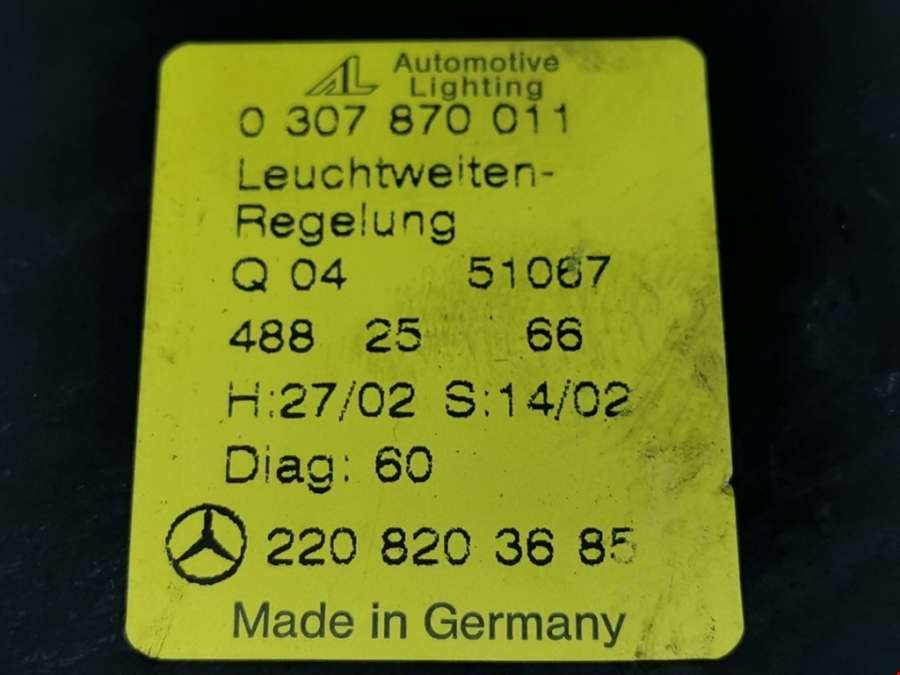 AL Automotive
Lighting
0 307 870 011
Leuchtweiten-
Regelung
Q 04 51067
488 25 66
H:27/02 S:14/02
Diag: 60
220 820 36 85
Made in Germany